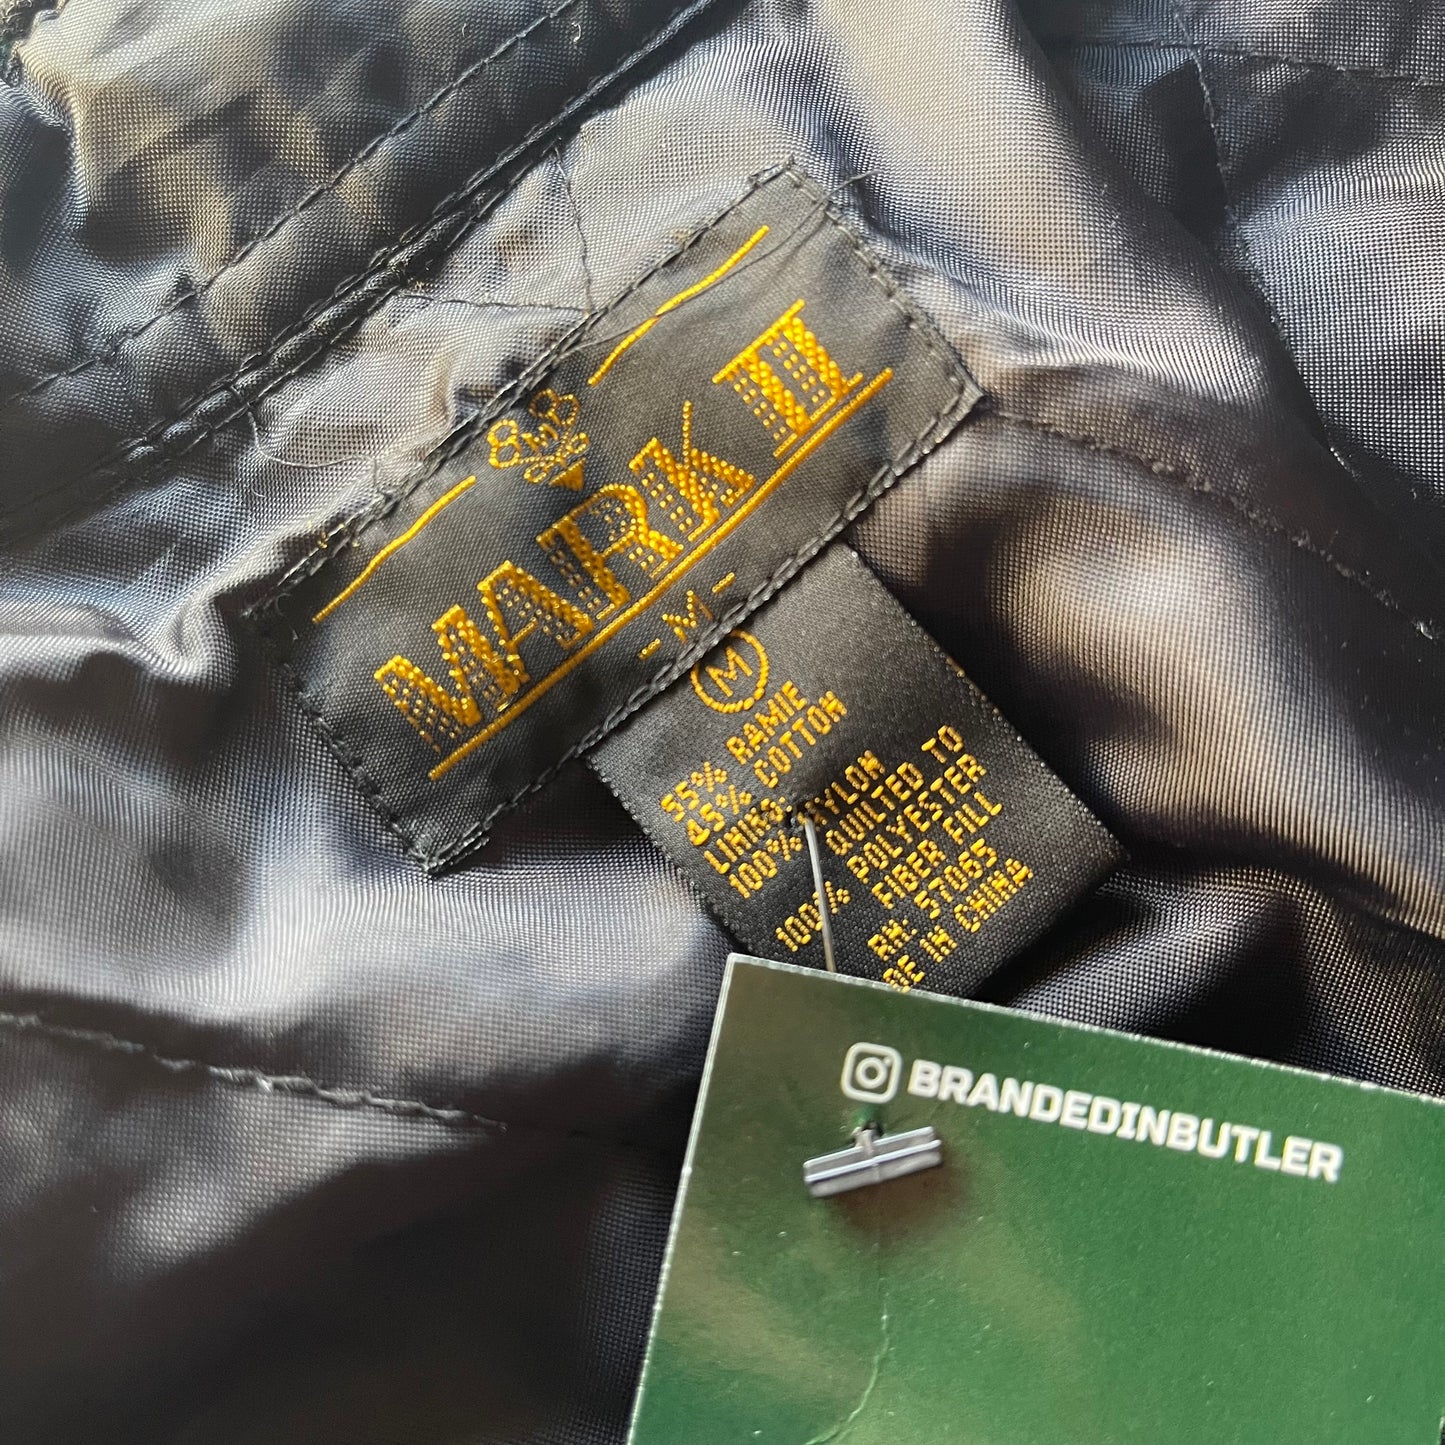 M
MARK II
-M-
M
55% RAMIE
45% COTTON
LINING:
100% NYLON
QUILTED TO
100% POLYESTER
FIBER FILL
RN. 57065
DE IN CHINA
BRANDEDINBUTLER